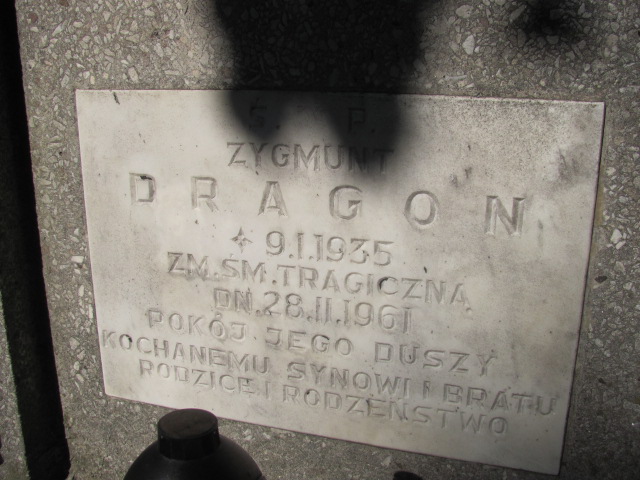 Ś. P.
ZYGMUNT
DRAGON
* 9.I.1935
ZM. ŚM. TRAGICZNĄ
DN. 28.II.1961
POKÓJ JEGO DUSZY
KOCHANEMU SYNOWI I BRATU
RODZICE I RODZEŃSTWO